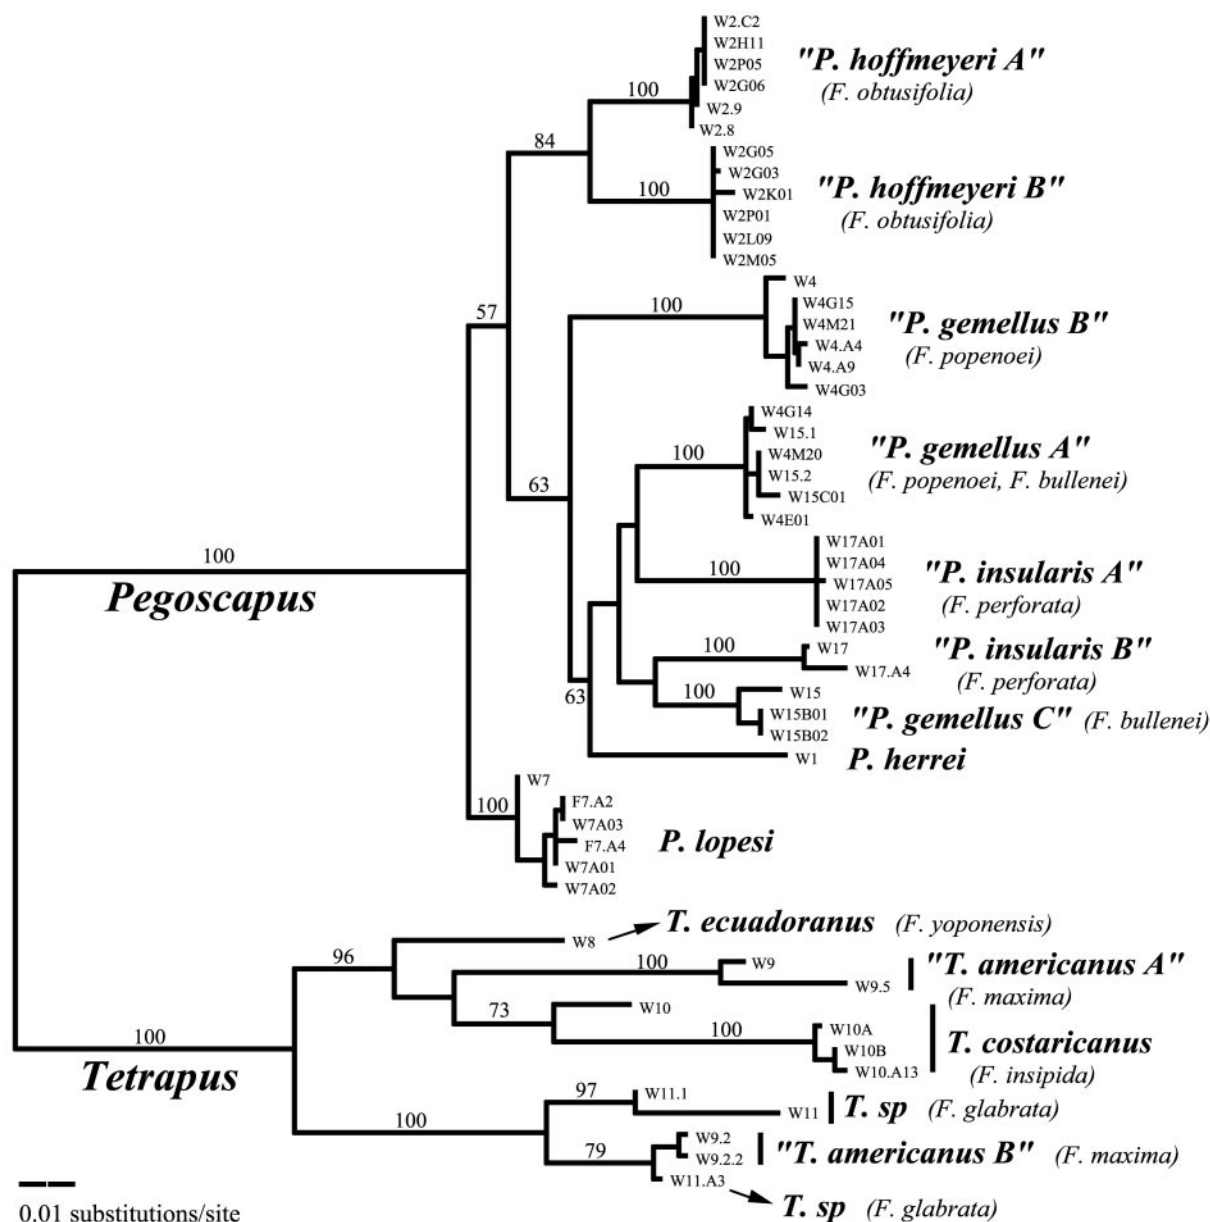 W2.C2
W2H11
W2P05
W2G06
W2.9
W2.8
100
"P. hoffmeyeri A"
(F. obtusifolia)
84
W2G05
W2G03
W2K01
W2P01
W2L09
W2M05
100
"P. hoffmeyeri B"
(F. obtusifolia)
57
W4
W4G15
W4M21
W4.A4
W4.A9
W4G03
100
"P. gemellus B"
(F. popenoei)
63
W4G14
W15.1
W4M20
W15.2
W15C01
W4E01
100
"P. gemellus A"
(F. popenoei, F. bullenei)
W17A01
W17A04
W17A05
W17A02
W17A03
100
"P. insularis A"
(F. perforata)
100
Pegoscapus
W17
W17.A4
100
"P. insularis B"
(F. perforata)
W15
W15B01
W15B02
100
"P. gemellus C" (F. bullenei)
63
W1
P. herrei
W7
F7.A2
W7A03
F7.A4
W7A01
W7A02
100
P. lopesi
W8
T. ecuadoranus (F. yoponensis)
96
W9
W9.5
100
"T. americanus A"
(F. maxima)
73
W10
W10A
W10B
W10.A13
100
T. costaricanus
(F. insipida)
100
Tetrapus
97
W11.1
W11
T. sp (F. glabrata)
100
79
W9.2
W9.2.2
"T. americanus B" (F. maxima)
W11.A3
T. sp (F. glabrata)
0.01 substitutions/site